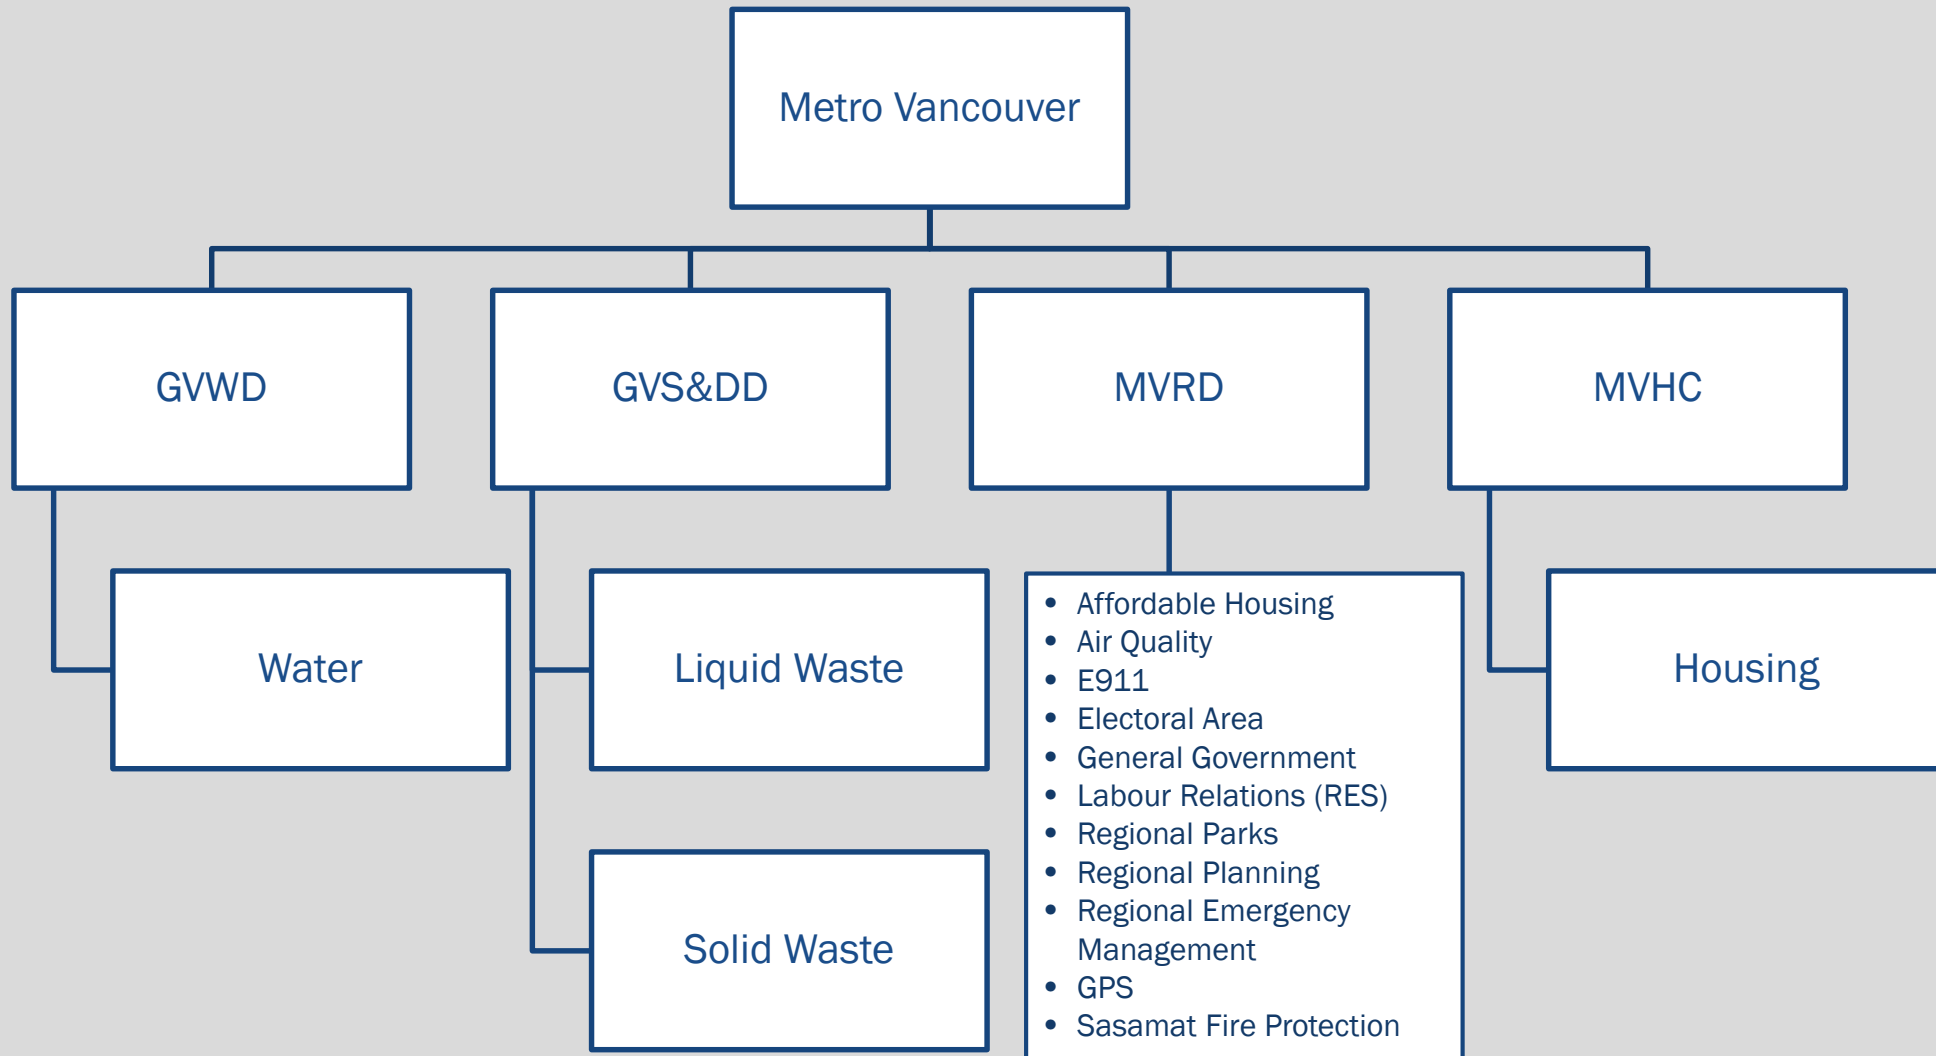 Metro Vancouver
GVWD
GVS&DD
MVRD
MVHC
Water
Liquid Waste
Solid Waste
• Affordable Housing
• Air Quality
• E911
• Electoral Area
• General Government
• Labour Relations (RES)
• Regional Parks
• Regional Planning
• Regional Emergency
Management
• GPS
• Sasamat Fire Protection
Housing